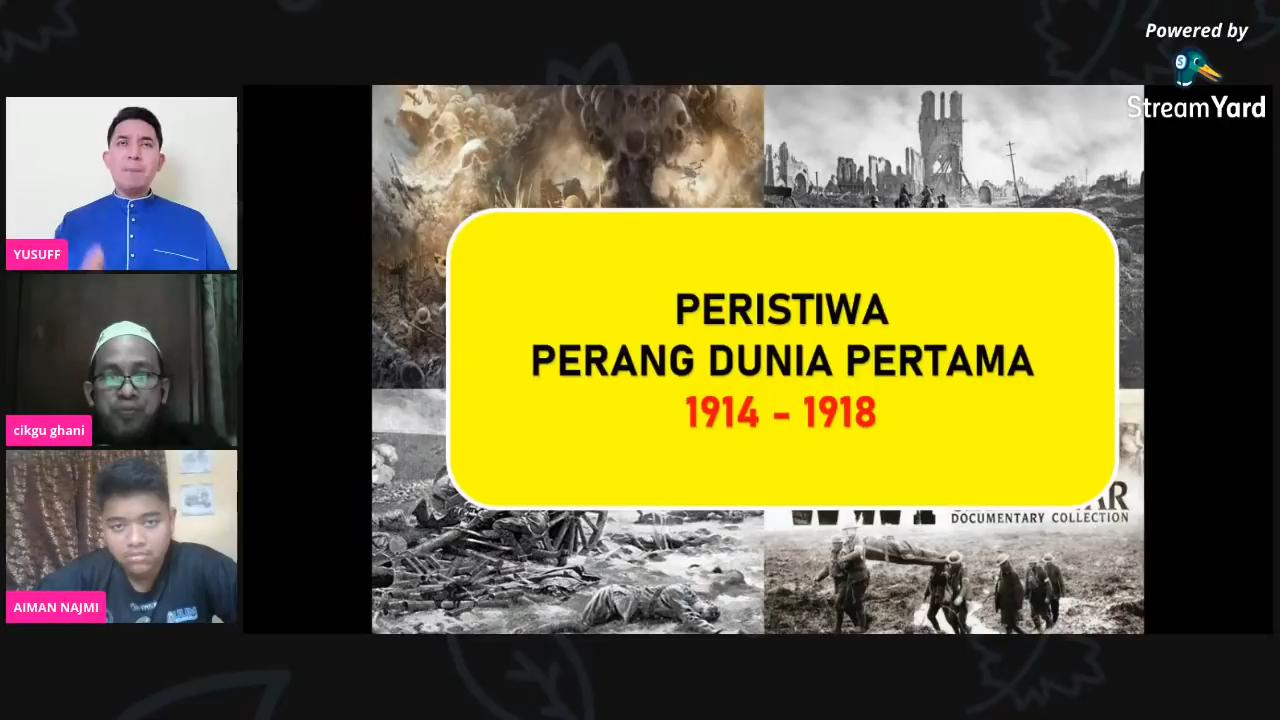 Powered by
StreamYard
YUSUFF
cikgu ghani
AIMAN NAJMI
PERISTIWA
PERANG DUNIA PERTAMA
1914 - 1918
DOCUMENTARY COLLECTION